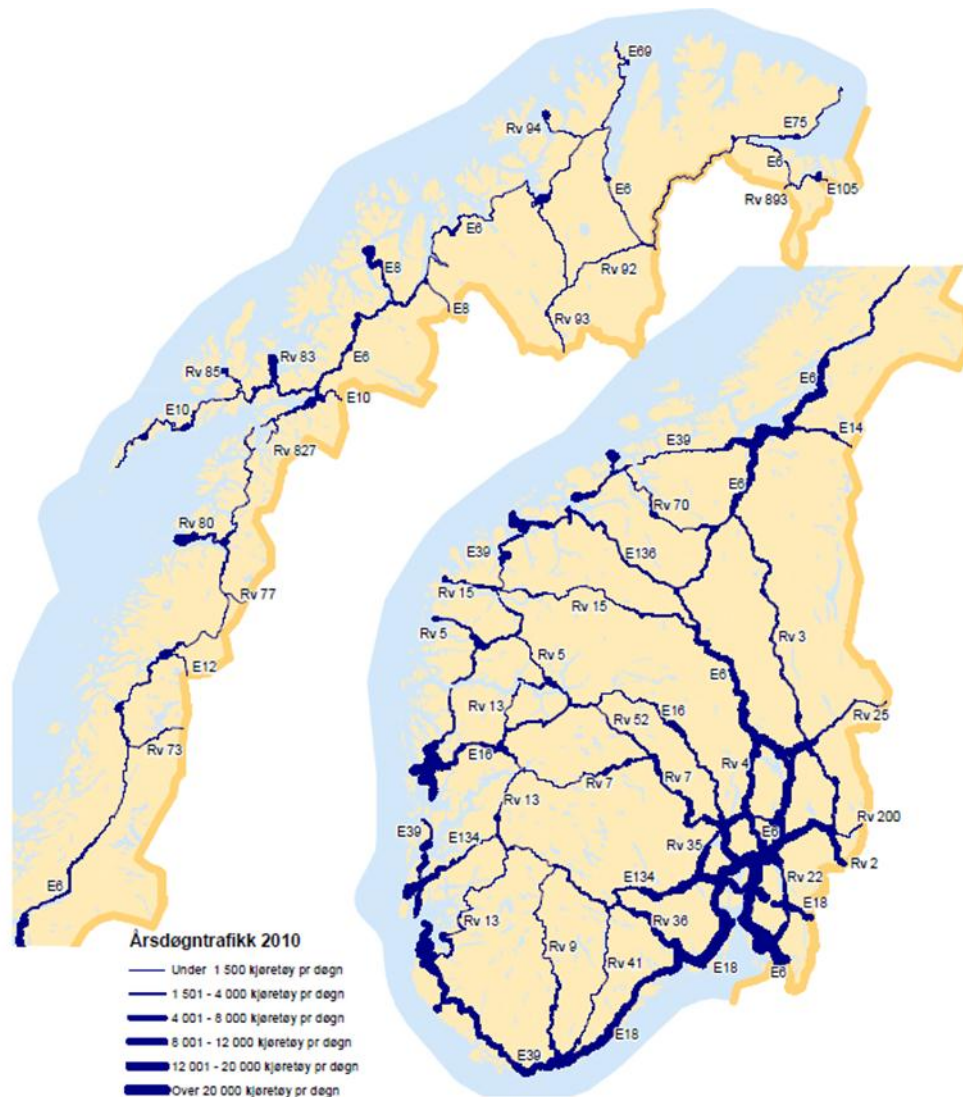 E69
Rv 94
E75
E6
E105
Rv 893
E6
E6
E8
Rv 92
E8
Rv 93
Rv 83
E6
Rv 85
E10
E10
Rv 827
Rv 80
Rv 77
E12
Rv 73
E6
E6
E14
E39
E6
Rv 70
E39
E136
Rv 15
Rv 15
Rv 3
Rv 5
Rv 5
E6
Rv 13
Rv 52
E16
Rv 25
E16
Rv 4
Rv 7
Rv 7
Rv 13
Rv 200
E39
E134
E6
Rv 35
Rv 2
Rv 22
E134
E18
Rv 13
Rv 36
Rv 9
Rv 41
E18
E6
E18
E39
Årsdøgntrafikk 2010
Under 1 500 kjøretøy pr døgn
1 501 - 4 000 kjøretøy pr døgn
4 001 - 8 000 kjøretøy pr døgn
8 001 - 12 000 kjøretøy pr døgn
12 001 - 20 000 kjøretøy pr døgn
Over 20 000 kjøretøy pr døgn